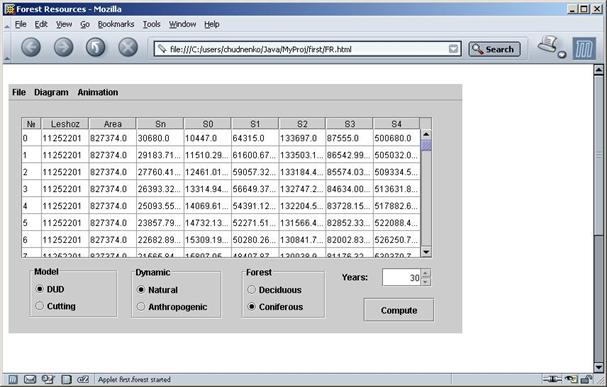 Forest Resources - Mozilla
File Edit View Go Bookmarks Tools Window Help
file:///C:/users/chudnenko/Java/MyProj/first/FR.html Search
File Diagram Animation
№ Leshoz Area Sn S0 S1 S2 S3 S4
0 11252201 827374.0 30680.0 10447.0 64315.0 133697.0 87555.0 500680.0
1 11252201 827374.0 29183.71... 11510.29... 61600.67... 133503.1... 86542.99... 505032.0...
2 11252201 827374.0 27760.41... 12461.01... 59057.32... 133184.4... 85574.03... 509334.5...
3 11252201 827374.0 26393.32... 13314.94... 56649.37... 132747.2... 84634.00... 513631.8...
4 11252201 827374.0 25093.55... 14069.61... 54391.12... 132204.5... 83728.15... 517882.6...
5 11252201 827374.0 23857.79... 14732.13... 52271.51... 131566.4... 82852.33... 522088.4...
6 11252201 827374.0 22682.89... 15309.19... 50280.26... 130841.7... 82002.83... 526250.7...
7 11252201 827374.0
Model Dynamic Forest Years: 30
DUD Natural Deciduous
Cutting Anthropogenic Coniferous Compute
Applet first.forest started